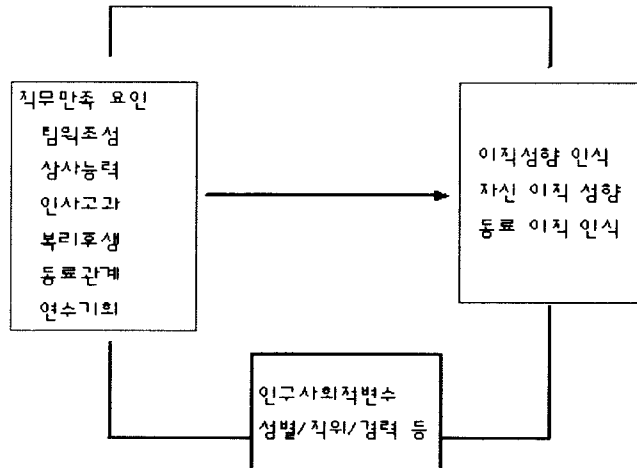 직무만족 요인
팀웍조성
상사능력
인사고과
복리후생
동료관계
연수기회
이직성향 인식
자신 이직 성향
동료 이직 인식
인구사회적변수
성별/직위/경력 등